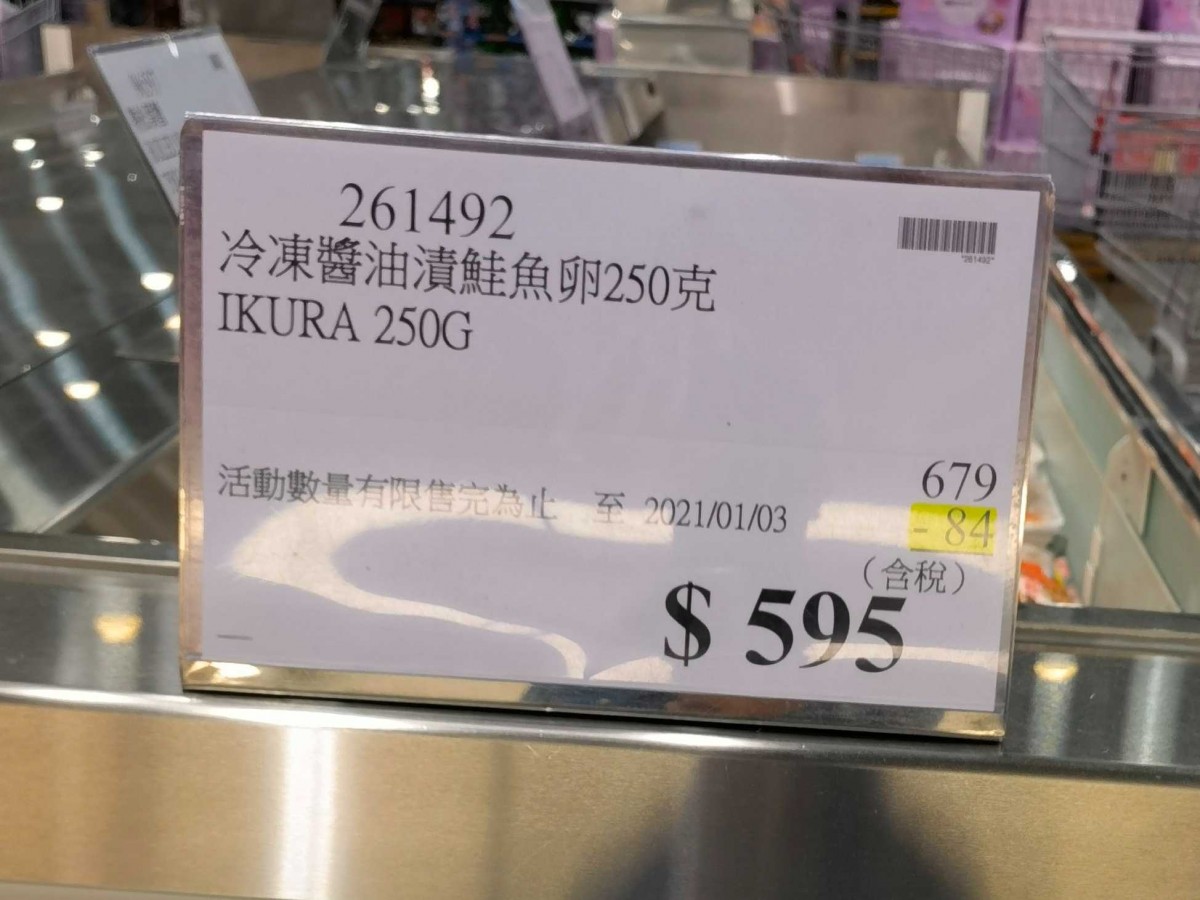 261492
冷凍醬油漬鮭魚卵250克
IKURA 250G
*261492*
活動數量有限售完為止 至 2021/01/03
679
- 84
（含稅）
$ 595